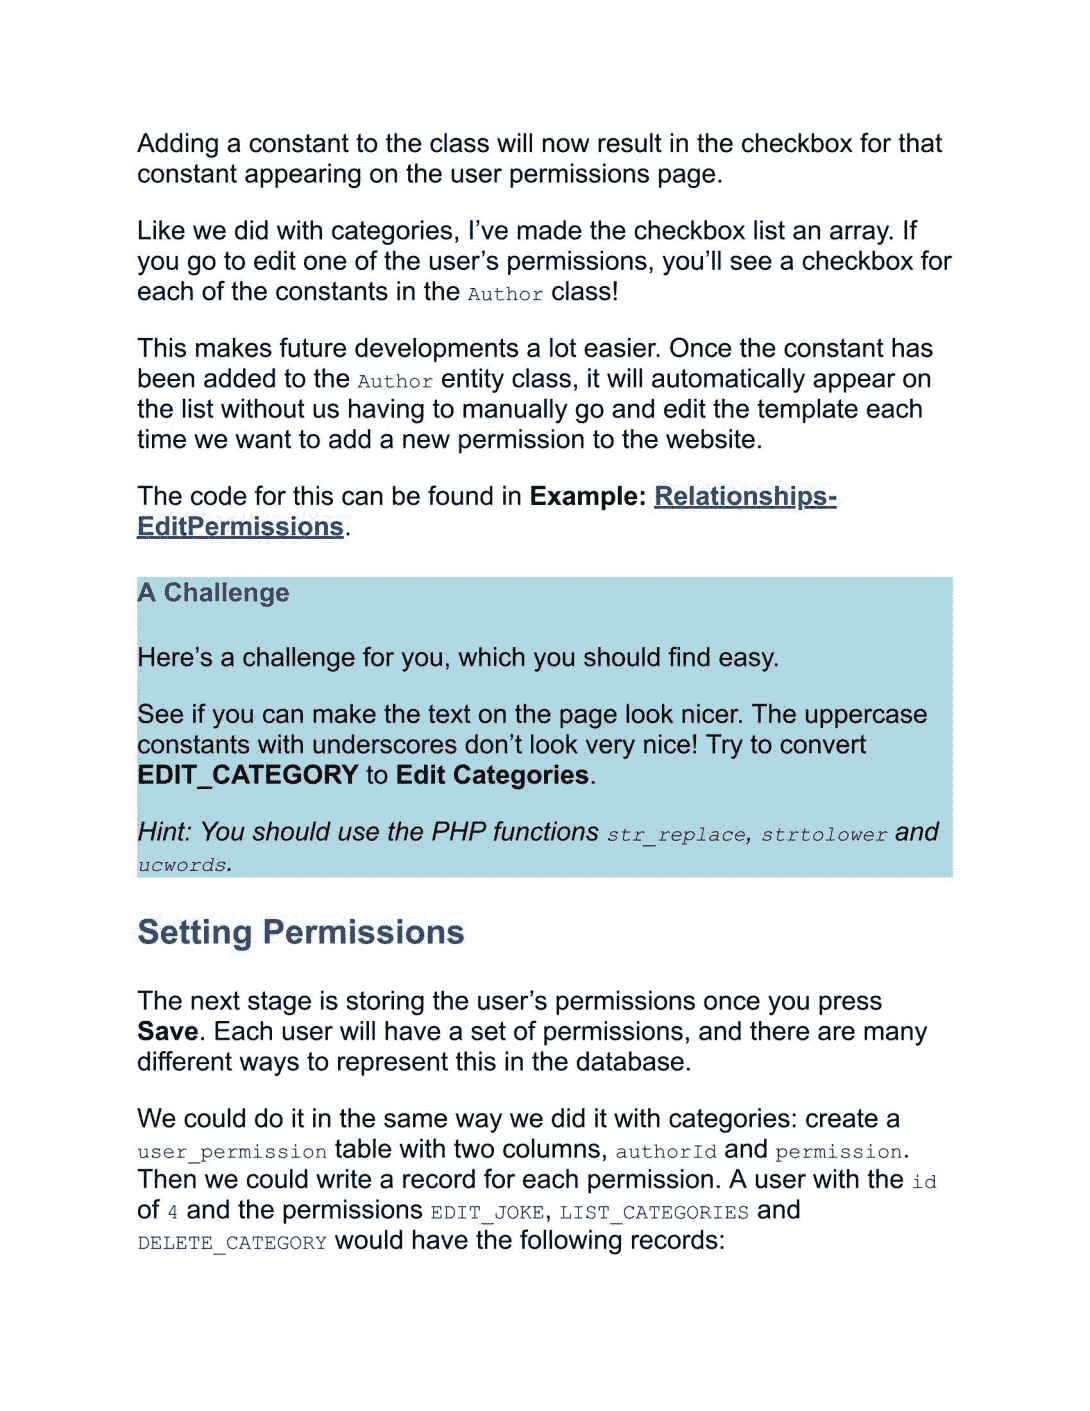 Adding a constant to the class will now result in the checkbox for that
constant appearing on the user permissions page.
Like we did with categories, I’ve made the checkbox list an array. If
you go to edit one of the user’s permissions, you’ll see a checkbox for
each of the constants in the Author class!
This makes future developments a lot easier. Once the constant has
been added to the Author entity class, it will automatically appear on
the list without us having to manually go and edit the template each
time we want to add a new permission to the website.
The code for this can be found in Example: Relationships-
EditPermissions.
A Challenge
Here’s a challenge for you, which you should find easy.
See if you can make the text on the page look nicer. The uppercase
constants with underscores don’t look very nice! Try to convert
EDIT_CATEGORY to Edit Categories.
Hint: You should use the PHP functions str_replace, strtolower and
ucwords.
Setting Permissions
The next stage is storing the user’s permissions once you press
Save. Each user will have a set of permissions, and there are many
different ways to represent this in the database.
We could do it in the same way we did it with categories: create a
user_permission table with two columns, authorId and permission.
Then we could write a record for each permission. A user with the id
of 4 and the permissions EDIT_JOKE, LIST_CATEGORIES and
DELETE_CATEGORY would have the following records: